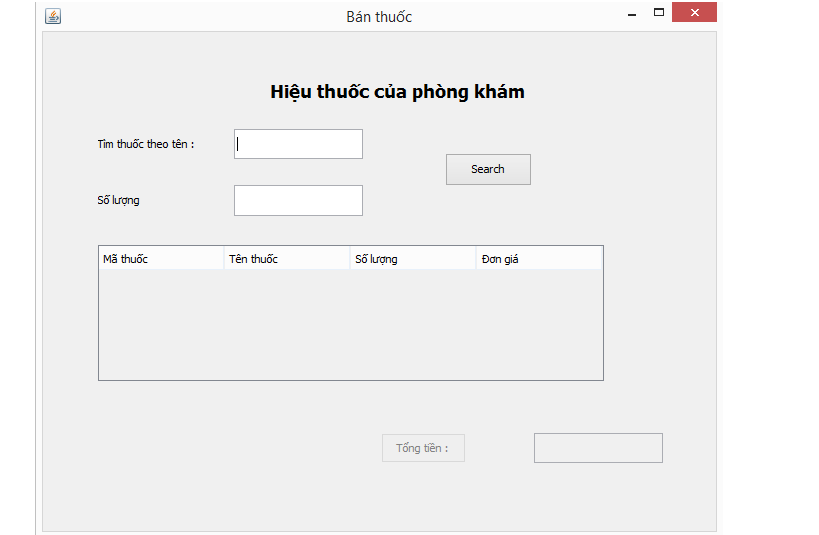 Bán thuốc
Hiệu thuốc của phòng khám
Tìm thuốc theo tên :
Search
Số lượng
Mã thuốc Tên thuốc Số lượng Đơn giá
Tổng tiền :